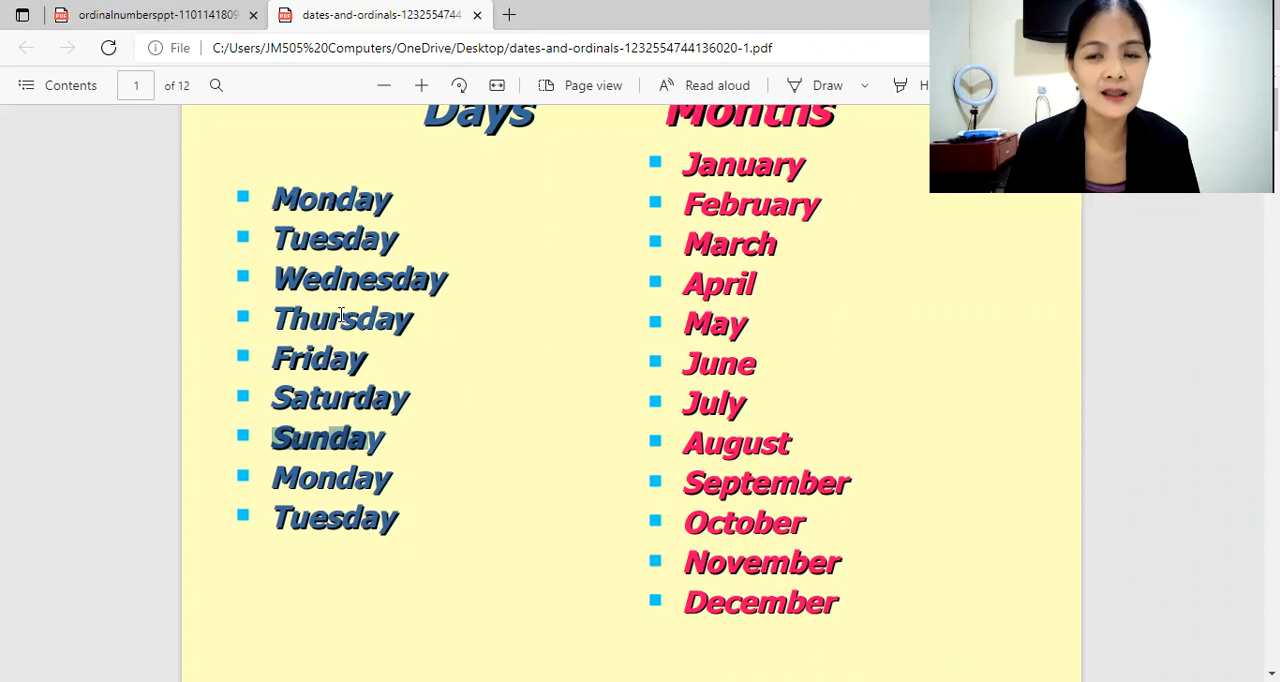 ordinalnumbersppt-1101141809
dates-and-ordinals-1232554744
File
C:/Users/JM505%20Computers/OneDrive/Desktop/dates-and-ordinals-1232554744136020-1.pdf
Contents
1
of 12
Page view
Read aloud
Draw
H
Days
Monday
Tuesday
Wednesday
Thursday
Friday
Saturday
Sunday
Monday
Tuesday
Months
January
February
March
April
May
June
July
August
September
October
November
December